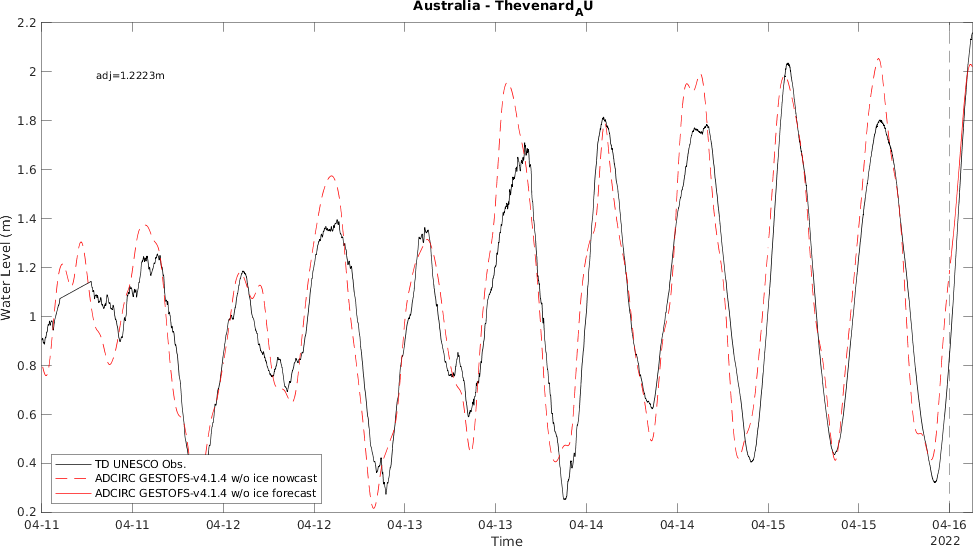 Australia - Thevenard_AU
2.2
2
1.8
1.6
1.4
1.2
1
0.8
0.6
0.4
0.2
Water Level (m)
adj=1.2223m
TD UNESCO Obs.
ADCIRC GESTOFS-v4.1.4 w/o ice nowcast
ADCIRC GESTOFS-v4.1.4 w/o ice forecast
04-11 04-11 04-12 04-12 04-13 04-13 04-14 04-14 04-15 04-15 04-16
Time 2022